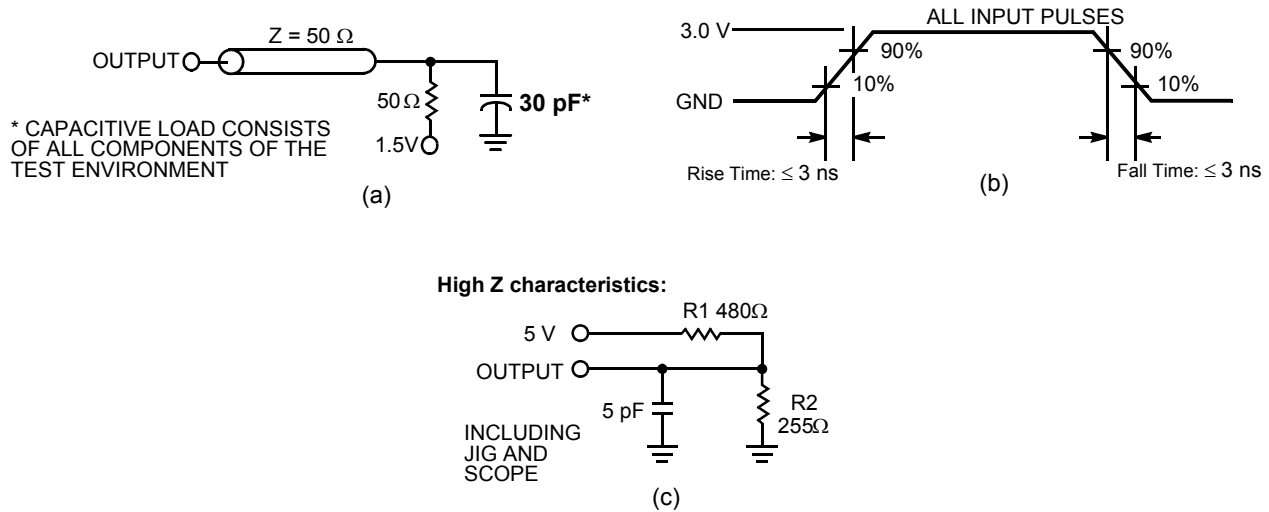 Z = 50 Ω
OUTPUT
50 Ω
30 pF*
1.5V
* CAPACITIVE LOAD CONSISTS
OF ALL COMPONENTS OF THE
TEST ENVIRONMENT
(a)
ALL INPUT PULSES
3.0 V
90%
90%
10%
10%
GND
Rise Time: ≤ 3 ns
Fall Time: ≤ 3 ns
(b)
High Z characteristics:
R1 480Ω
5 V
OUTPUT
5 pF
R2
255Ω
INCLUDING
JIG AND
SCOPE
(c)